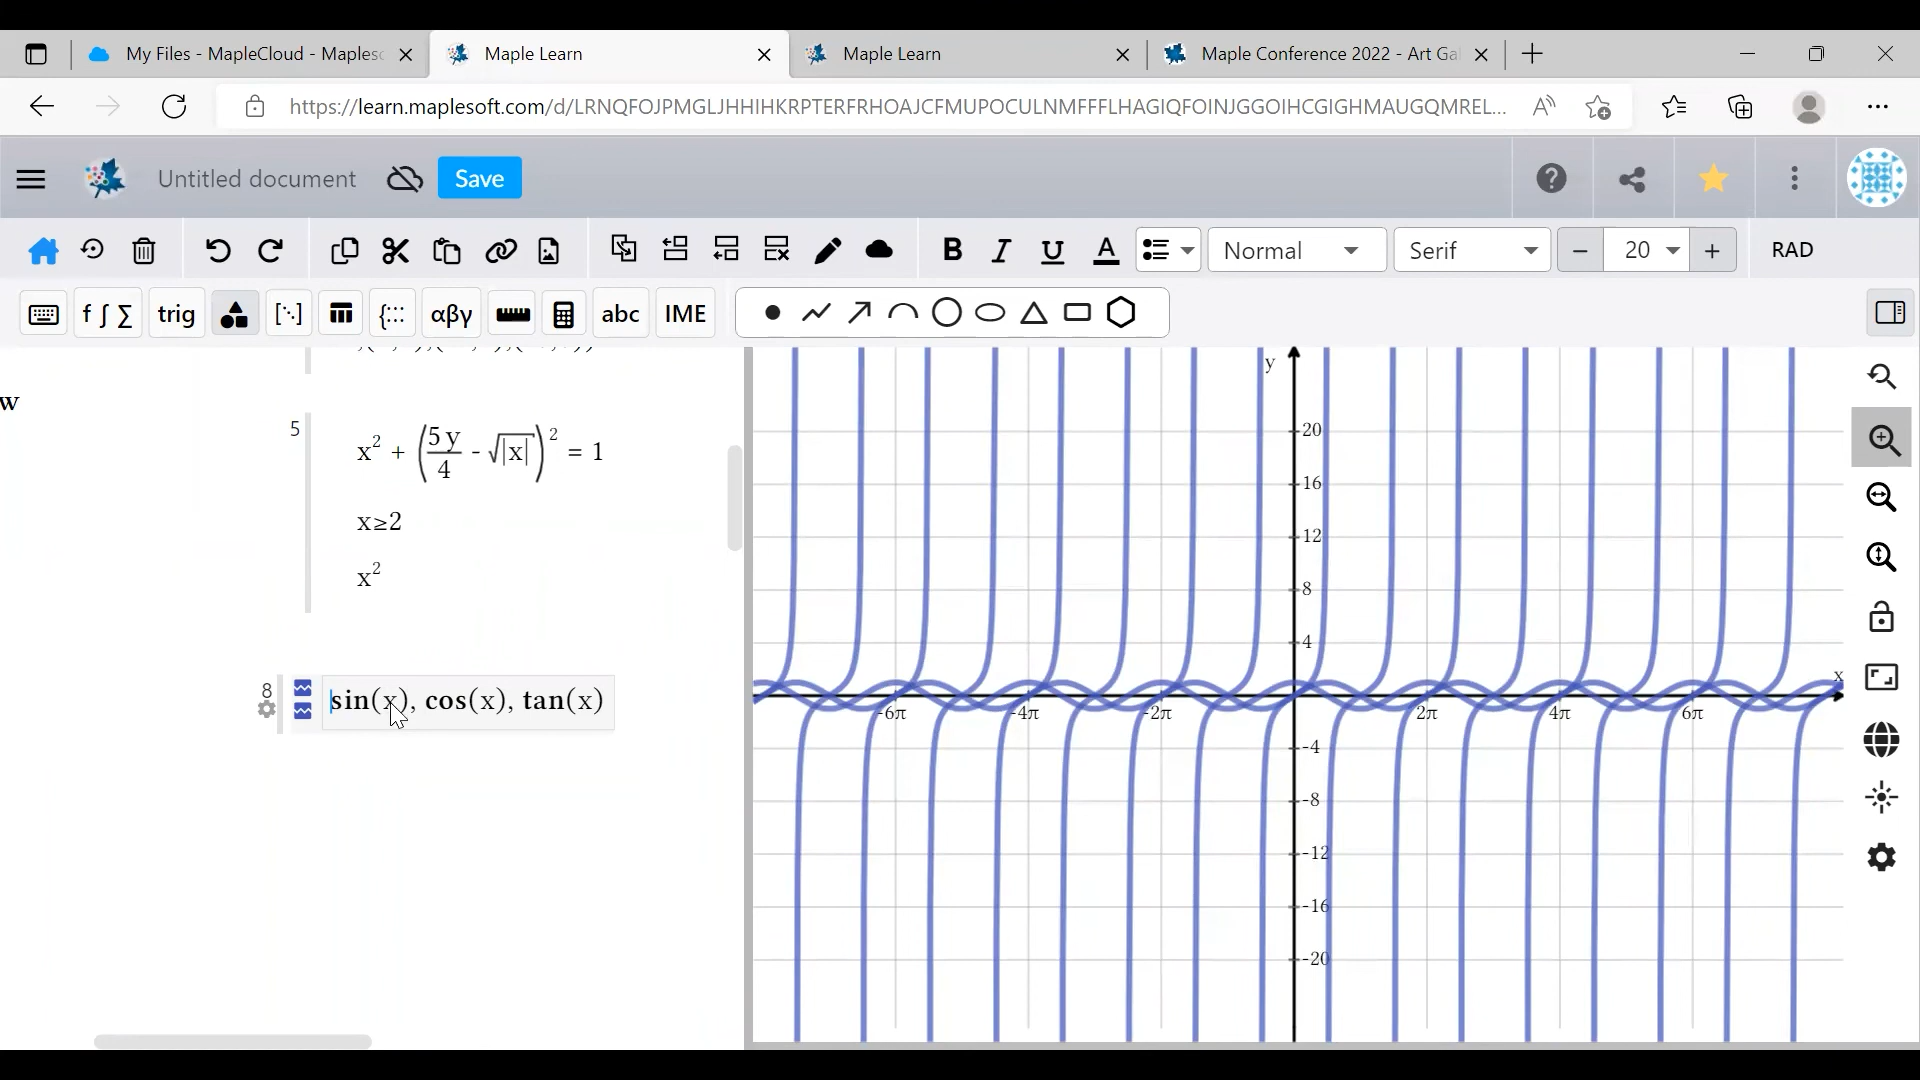 My Files - MapleCloud - Maples
Maple Learn
Maple Learn
Maple Conference 2022 - Art Ga
https://learn.maplesoft.com/d/LRNQFOJPMGLJHHIHKRPTERFRHOAJCFMUPOCULNMFFFLHAGIQFOINJGGOIHCGIGHMAUGQMREL...
Untitled document
Save
B I U A Normal Serif − 20 + RAD
f ∫ ∑ trig αβγ abc IME
w
5
x² + (5y/4 - √|x|)² = 1
x≥2
x²
8
sin(x), cos(x), tan(x)
y
20
16
12
8
4
x
-6π -4π -2π 2π 4π 6π
-4
-8
-12
-16
-20